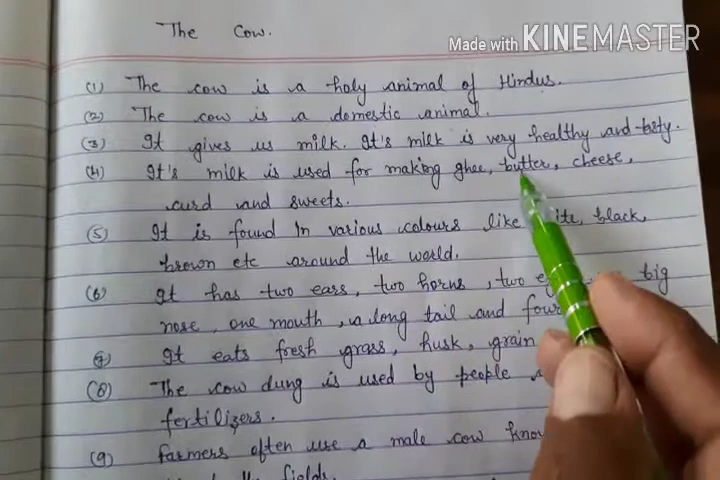 The Cow.
Made with KINEMASTER
(1) The cow is a holy animal of Hindus.
(2) The cow is a domestic animal.
(3) It gives us milk. It's milk is very healthy and tasty.
(4) It's milk is used for making ghee, butter, cheese,
curd and sweets.
(5) It is found in various colours like black,
brown etc around the world.
(6) It has two ears, two horns, two big
nose, one mouth, a long tail and four
(7) It eats fresh grass, husk, grain
(8) The cow dung is used by people
fertilizers.
(9) Farmers often use a male cow
fields.